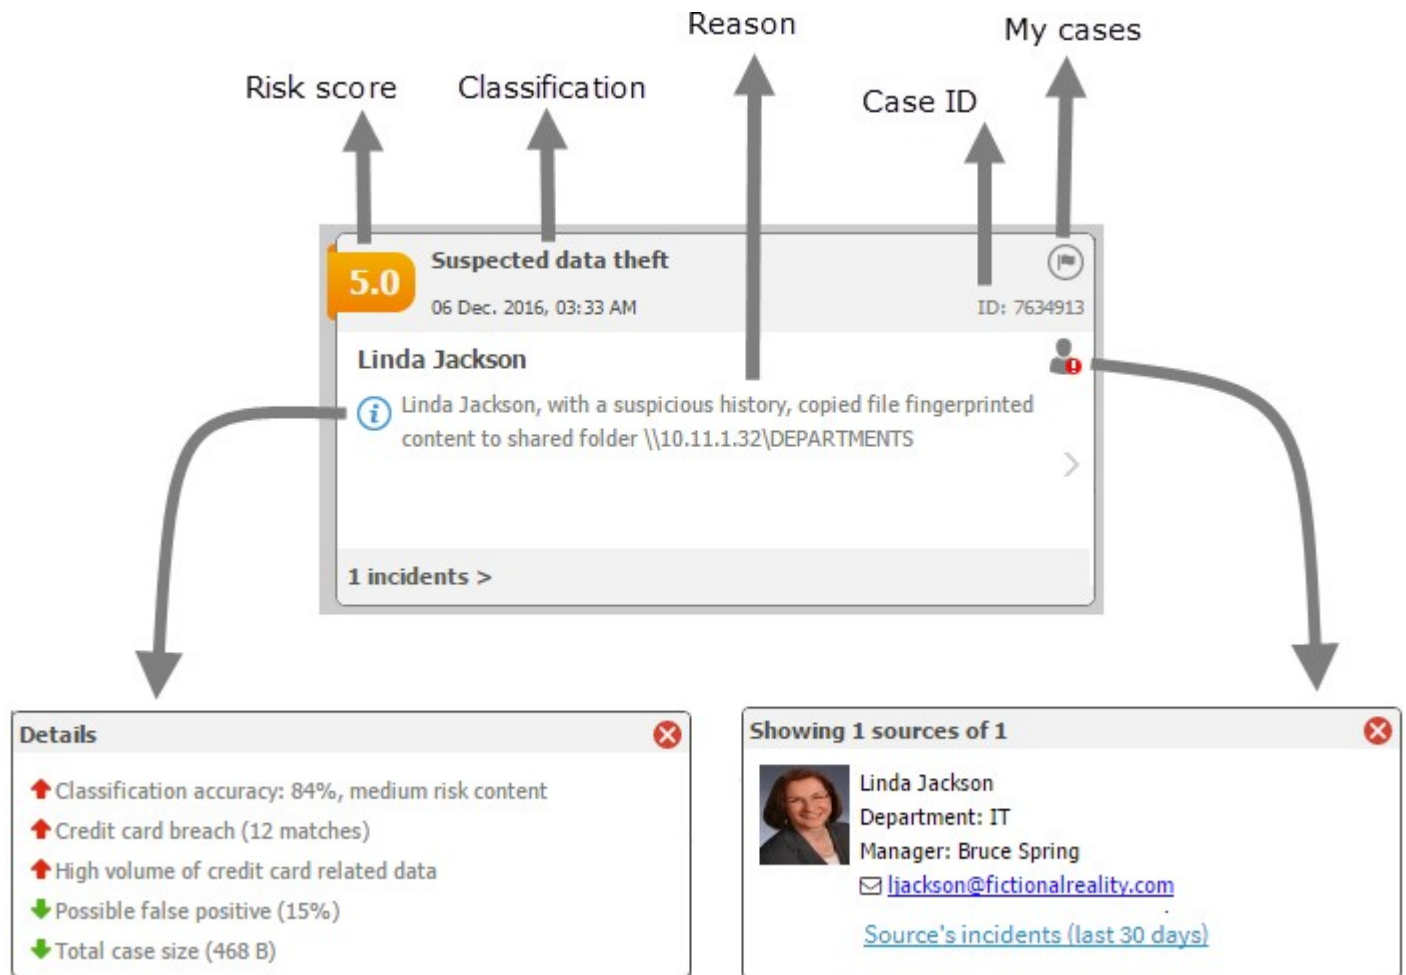 Reason
My cases
Risk score
Classification
Case ID
5.0
Suspected data theft
06 Dec. 2016, 03:33 AM
ID: 7634913
Linda Jackson
Linda Jackson, with a suspicious history, copied file fingerprinted
content to shared folder \\10.11.1.32\DEPARTMENTS
1 incidents >
Details
Classification accuracy: 84%, medium risk content
Credit card breach (12 matches)
High volume of credit card related data
Possible false positive (15%)
Total case size (468 B)
Showing 1 sources of 1
Linda Jackson
Department: IT
Manager: Bruce Spring
ljackson@fictionalreality.com
Source's incidents (last 30 days)